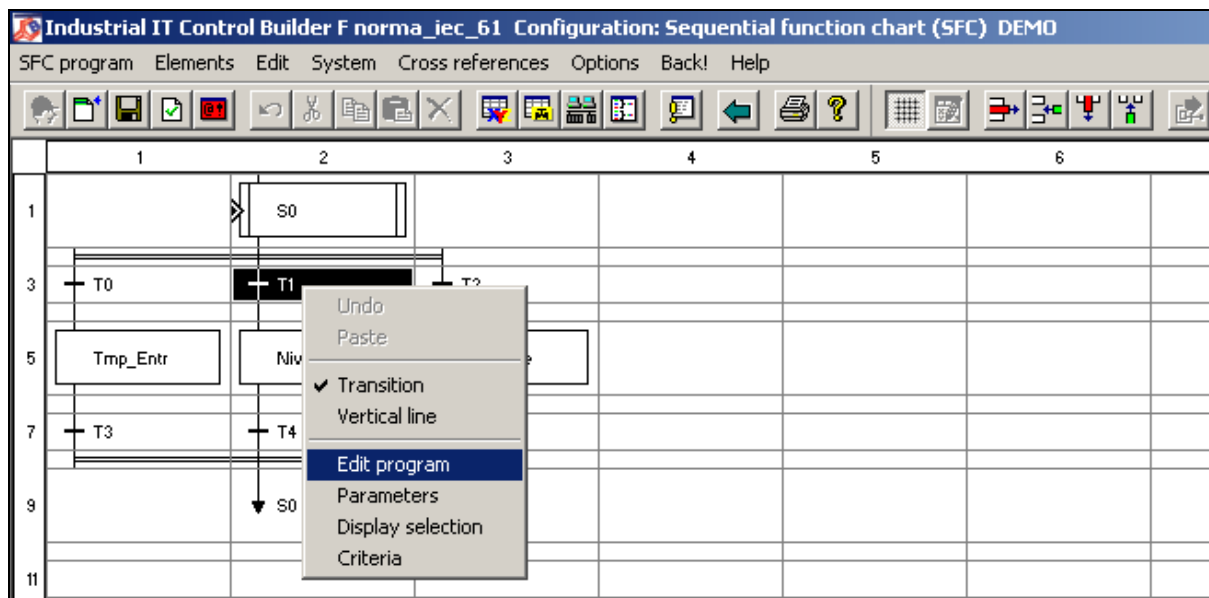 Industrial IT Control Builder F norma_iec_61 Configuration: Sequential function chart (SFC) DEMO
SFC program Elements Edit System Cross references Options Back! Help
1 2 3 4 5 6
1 S0
3 T0 T1
Undo
Paste
5 Tmp_Entr Niv
✔ Transition
Vertical line
7 T3 T4
Edit program
Parameters
9 S0
Display selection
Criteria
11